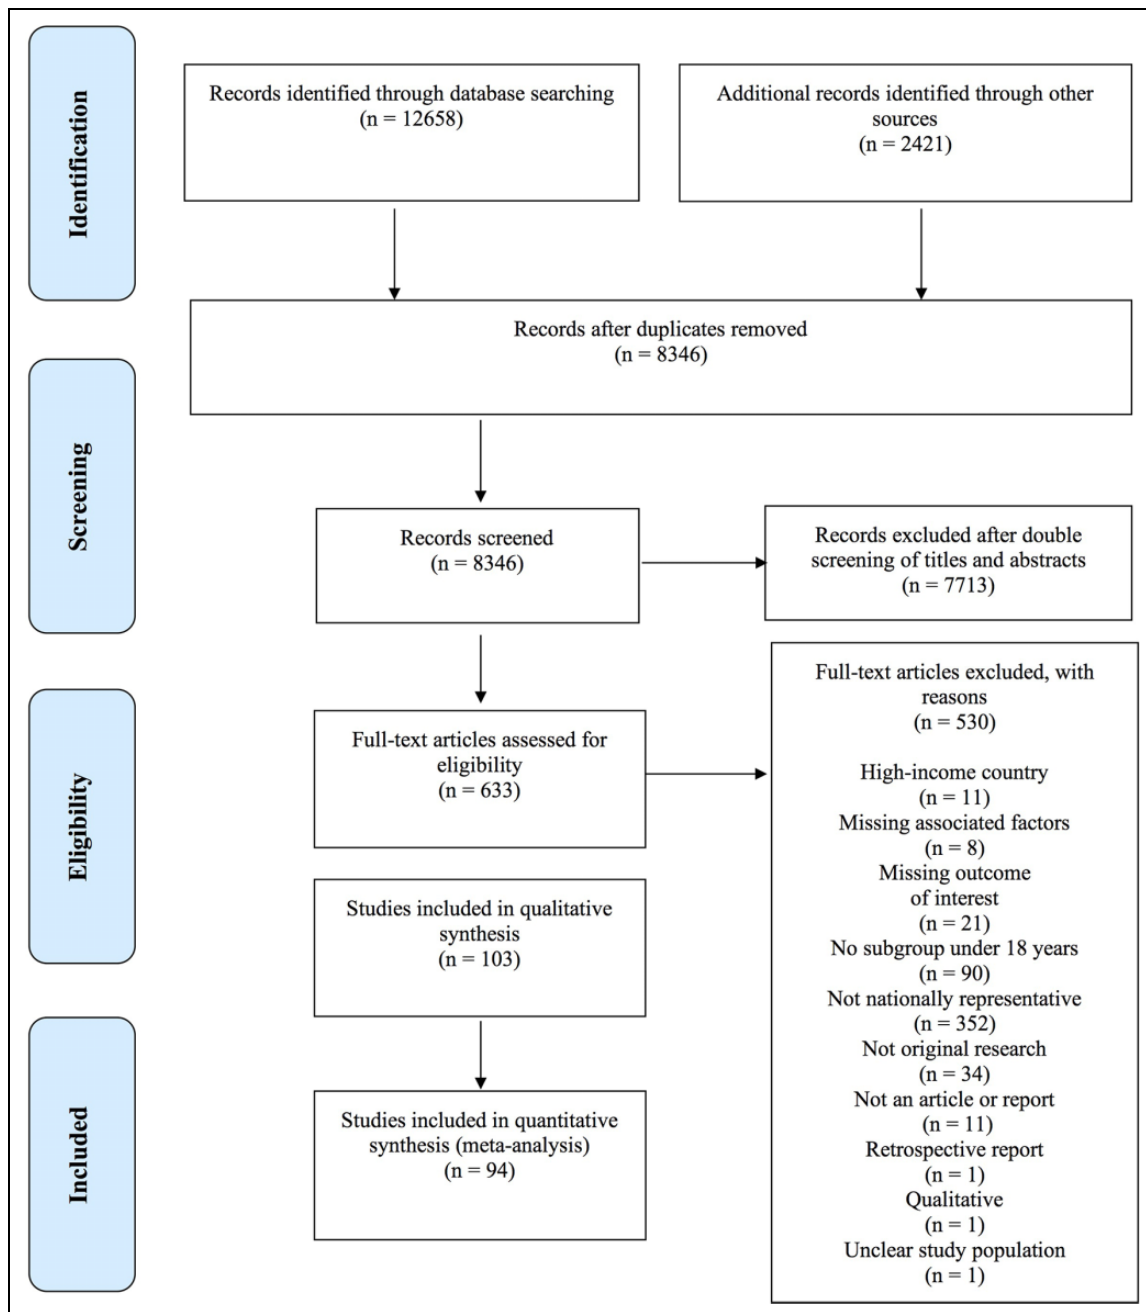 Identification
Records identified through database searching
(n = 12658)
Additional records identified through other
sources
(n = 2421)
Records after duplicates removed
(n = 8346)
Screening
Records screened
(n = 8346)
Records excluded after double
screening of titles and abstracts
(n = 7713)
Eligibility
Full-text articles assessed for
eligibility
(n = 633)
Full-text articles excluded, with
reasons
(n = 530)
High-income country
(n = 11)
Missing associated factors
(n = 8)
Missing outcome
of interest
(n = 21)
No subgroup under 18 years
(n = 90)
Not nationally representative
(n = 352)
Not original research
(n = 34)
Not an article or report
(n = 11)
Retrospective report
(n = 1)
Qualitative
(n = 1)
Unclear study population
(n = 1)
Studies included in qualitative
synthesis
(n = 103)
Included
Studies included in quantitative
synthesis (meta-analysis)
(n = 94)